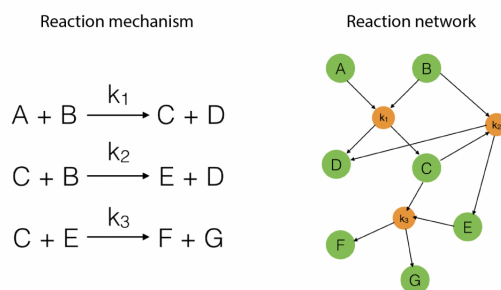 Reaction mechanism
k₁
A + B → C + D
k₂
C + B → E + D
k₃
C + E → F + G
Reaction network
A
B
k₁
k₂
D
C
k₃
E
F
G